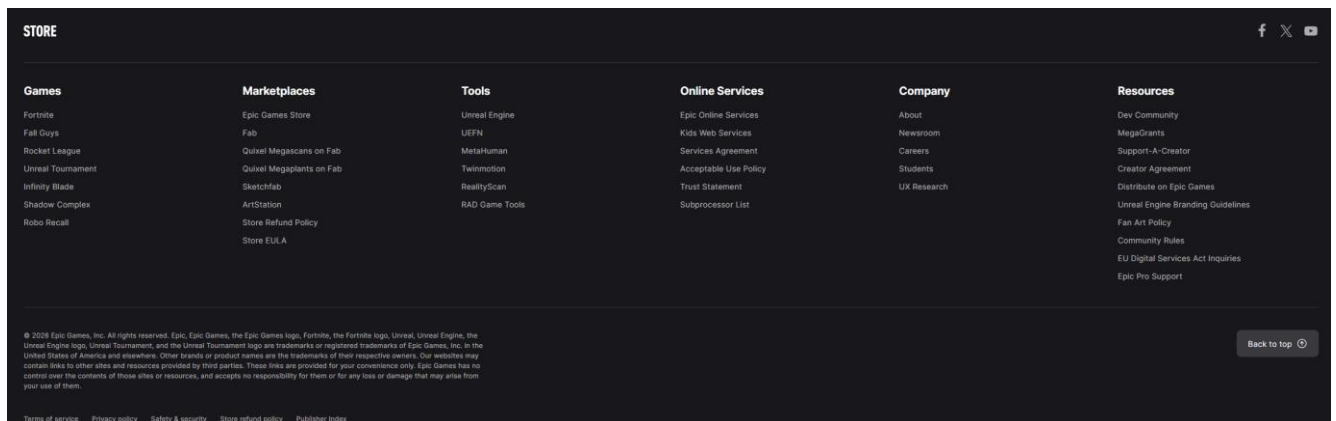 STORE
Games
Fortnite
Fall Guys
Rocket League
Unreal Tournament
Infinity Blade
Shadow Complex
Robo Recall
Marketplaces
Epic Games Store
Fab
Quixel Megascans on Fab
Quixel Megaplants on Fab
Sketchfab
ArtStation
Store Refund Policy
Store EULA
Tools
Unreal Engine
UEFN
MetaHuman
Twinmotion
RealityScan
RAD Game Tools
Online Services
Epic Online Services
Kids Web Services
Services Agreement
Acceptable Use Policy
Trust Statement
Subprocessor List
Company
About
Newsroom
Careers
Students
UX Research
Resources
Dev Community
MegaGrants
Support-A-Creator
Creator Agreement
Distribute on Epic Games
Unreal Engine Branding Guidelines
Fan Art Policy
Community Rules
EU Digital Services Act Inquiries
Epic Pro Support
© 2026 Epic Games, Inc. All rights reserved. Epic, Epic Games, the Epic Games logo, Fortnite, the Fortnite logo, Unreal, Unreal Engine, the
Unreal Engine logo, Unreal Tournament, and the Unreal Tournament logo are trademarks or registered trademarks of Epic Games, Inc. in the
United States of America and elsewhere. Other brands or product names are the trademarks of their respective owners. Our websites may
contain links to other sites and resources provided by third parties. These links are provided for your convenience only. Epic Games has no
control over the contents of those sites or resources, and accepts no responsibility for them or for any loss or damage that may arise from
your use of them.
Back to top
Terms of service Privacy policy Safety & security Store refund policy Publisher Index